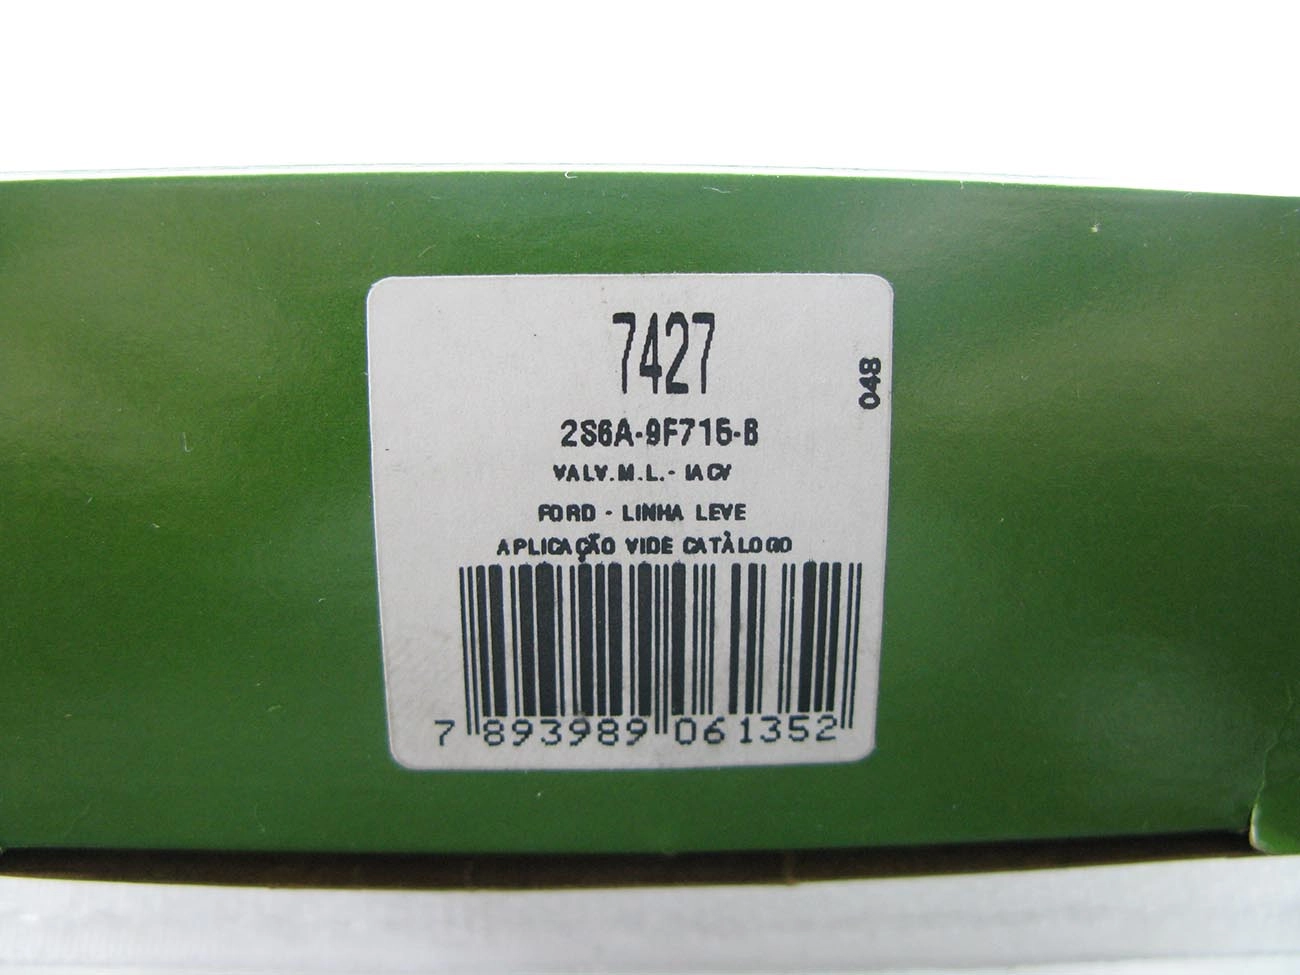 7427
048
2S6A-9F715-B
VALV.M.L.- IACV
FORD - LINHA LEVE
APLICAÇÃO VIDE CATÀLOGO
7 893989 061352